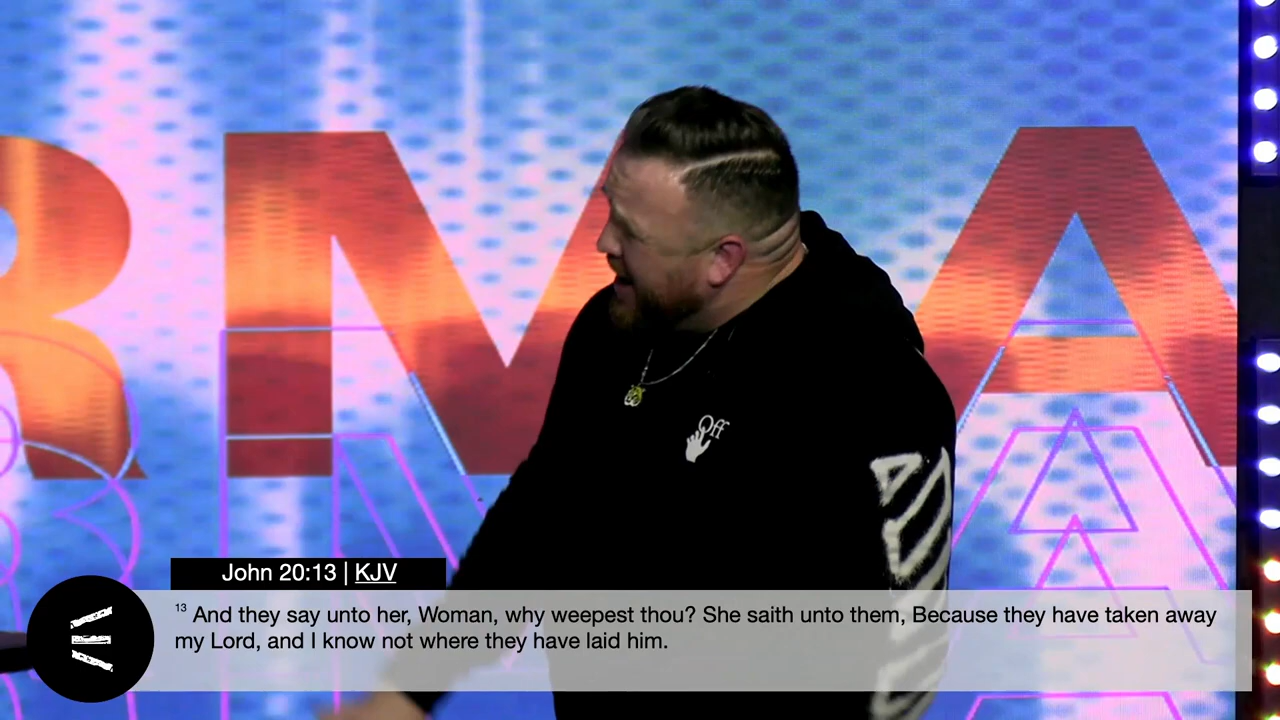 RMA
Off
John 20:13 | KJV
13 And they say unto her, Woman, why weepest thou? She saith unto them, Because they have taken away
my Lord, and I know not where they have laid him.